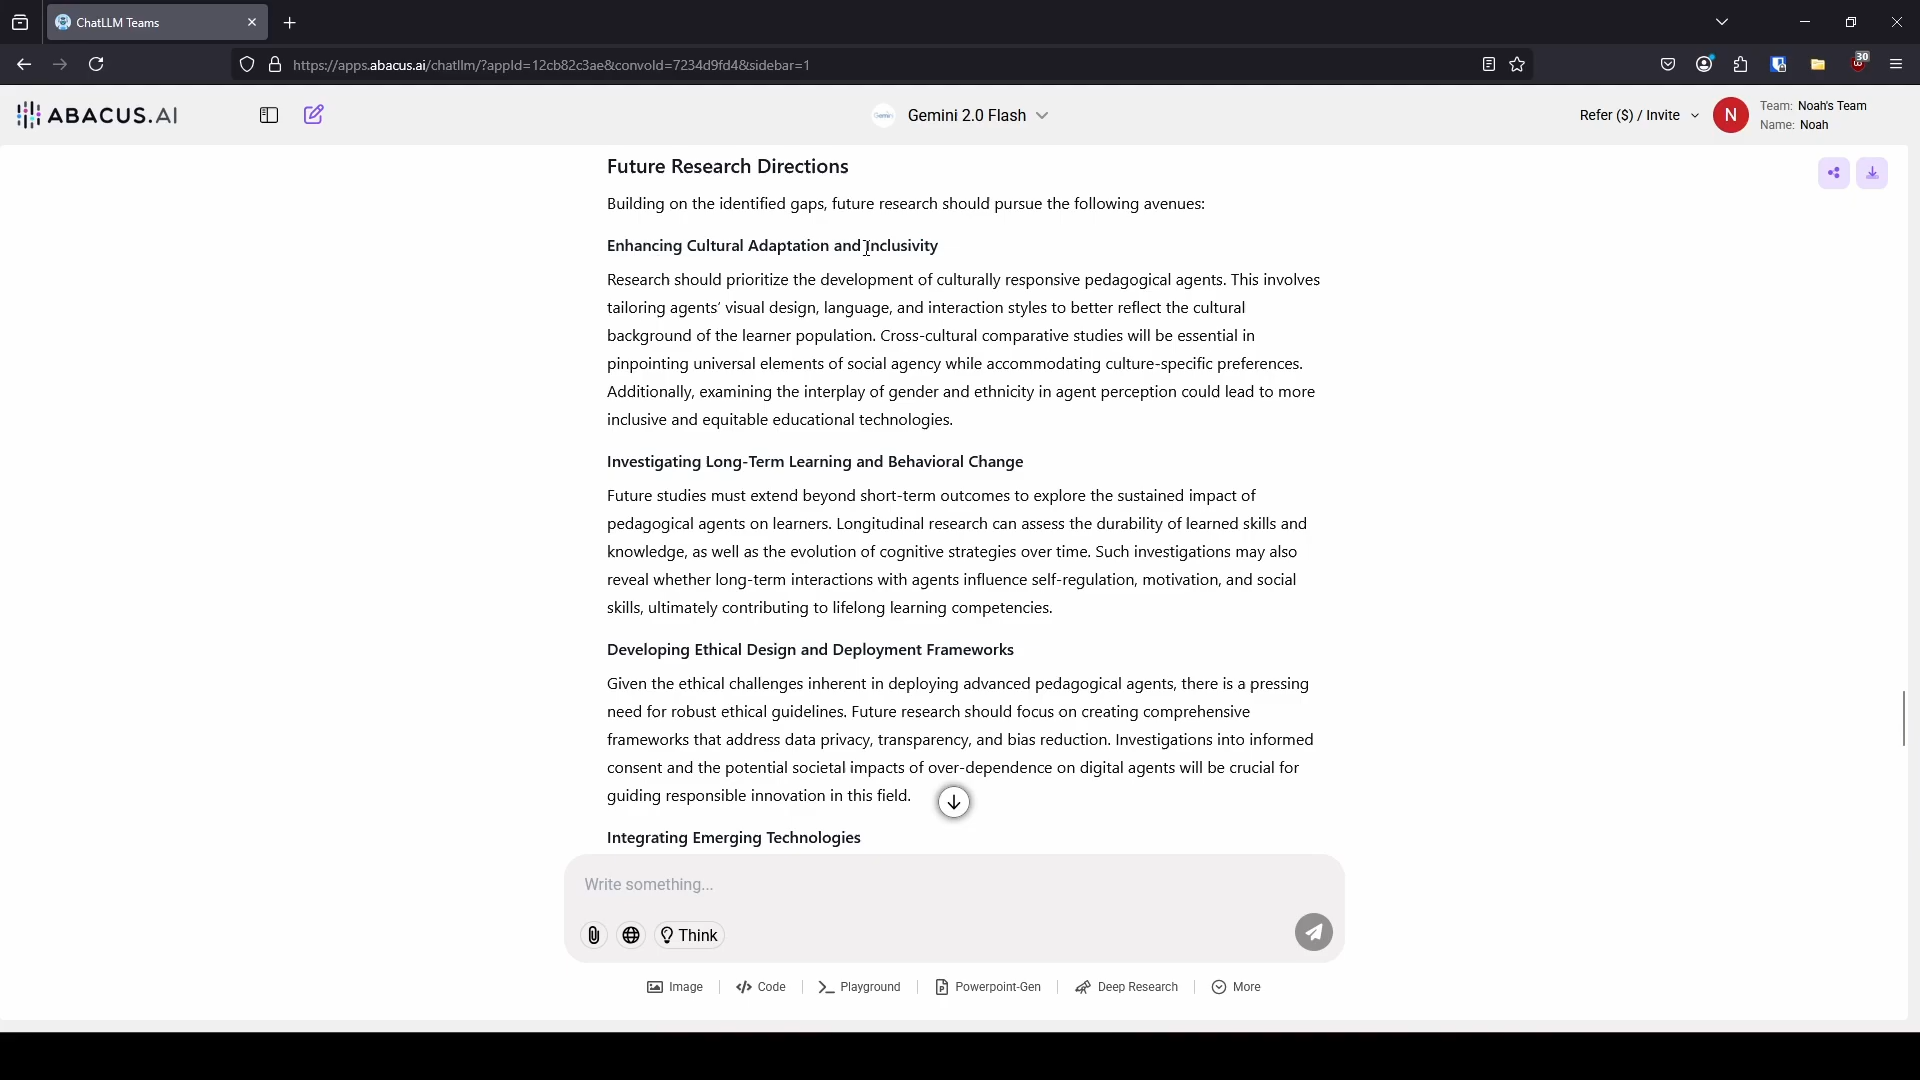 ChatLLM Teams
https://apps.abacus.ai/chatllm/?appId=12cb82c3ae&convoId=7234d9fd4&sidebar=1
30
ABACUS.AI
Gemini 2.0 Flash
Refer ($) / Invite
N
Team: Noah's Team
Name: Noah
Future Research Directions
Building on the identified gaps, future research should pursue the following avenues:
Enhancing Cultural Adaptation and Inclusivity
Research should prioritize the development of culturally responsive pedagogical agents. This involves
tailoring agents’ visual design, language, and interaction styles to better reflect the cultural
background of the learner population. Cross-cultural comparative studies will be essential in
pinpointing universal elements of social agency while accommodating culture-specific preferences.
Additionally, examining the interplay of gender and ethnicity in agent perception could lead to more
inclusive and equitable educational technologies.
Investigating Long-Term Learning and Behavioral Change
Future studies must extend beyond short-term outcomes to explore the sustained impact of
pedagogical agents on learners. Longitudinal research can assess the durability of learned skills and
knowledge, as well as the evolution of cognitive strategies over time. Such investigations may also
reveal whether long-term interactions with agents influence self-regulation, motivation, and social
skills, ultimately contributing to lifelong learning competencies.
Developing Ethical Design and Deployment Frameworks
Given the ethical challenges inherent in deploying advanced pedagogical agents, there is a pressing
need for robust ethical guidelines. Future research should focus on creating comprehensive
frameworks that address data privacy, transparency, and bias reduction. Investigations into informed
consent and the potential societal impacts of over-dependence on digital agents will be crucial for
guiding responsible innovation in this field.
Integrating Emerging Technologies
Write something...
Think
Image
Code
Playground
Powerpoint-Gen
Deep Research
More